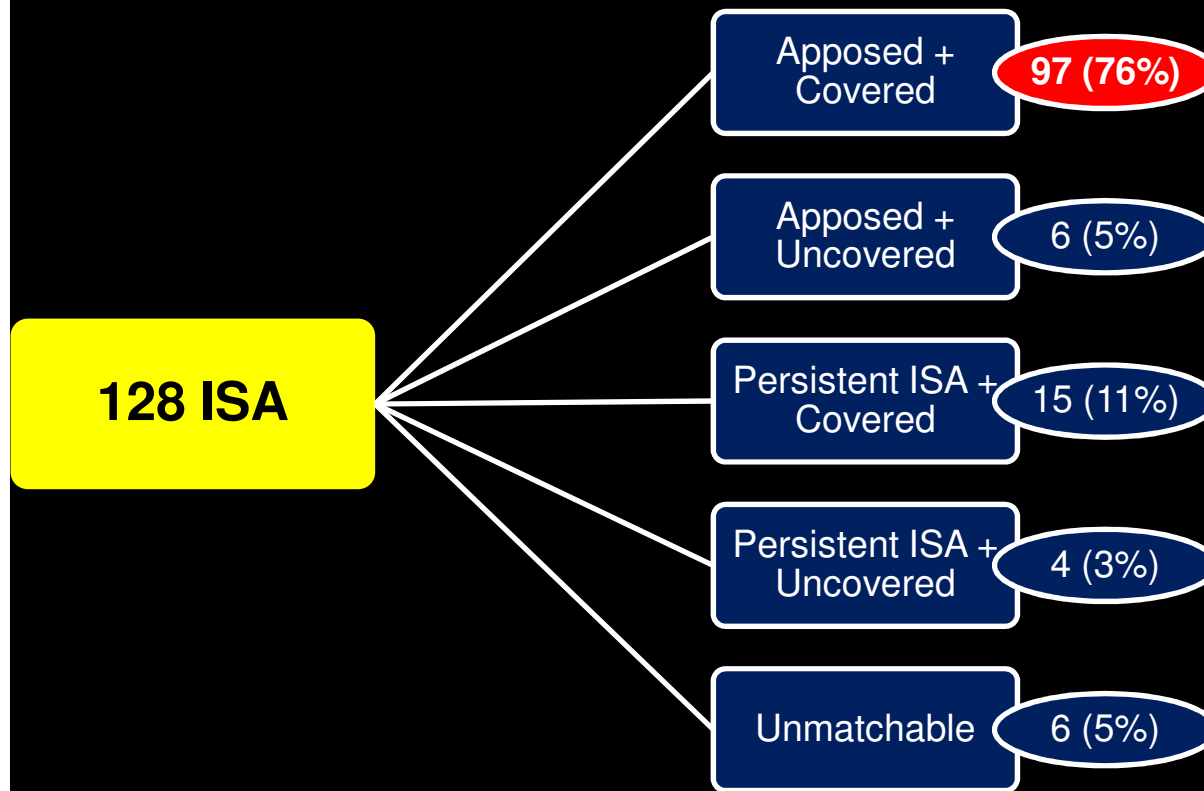 128 ISA
Apposed +
Covered
97 (76%)
Apposed +
Uncovered
6 (5%)
Persistent ISA +
Covered
15 (11%)
Persistent ISA +
Uncovered
4 (3%)
Unmatchable
6 (5%)